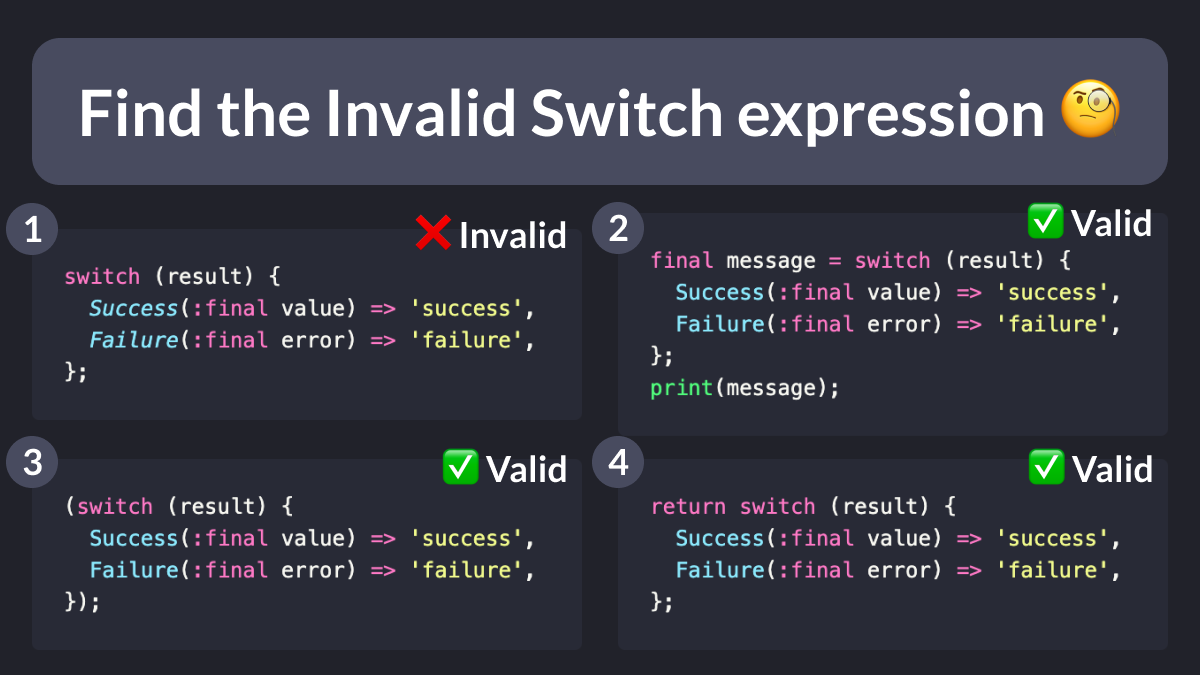 Find the Invalid Switch expression 🧐
1
❌ Invalid
switch (result) {
  Success(:final value) => 'success',
  Failure(:final error) => 'failure',
};
2
✅ Valid
final message = switch (result) {
  Success(:final value) => 'success',
  Failure(:final error) => 'failure',
};
print(message);
3
✅ Valid
(switch (result) {
  Success(:final value) => 'success',
  Failure(:final error) => 'failure',
});
4
✅ Valid
return switch (result) {
  Success(:final value) => 'success',
  Failure(:final error) => 'failure',
};